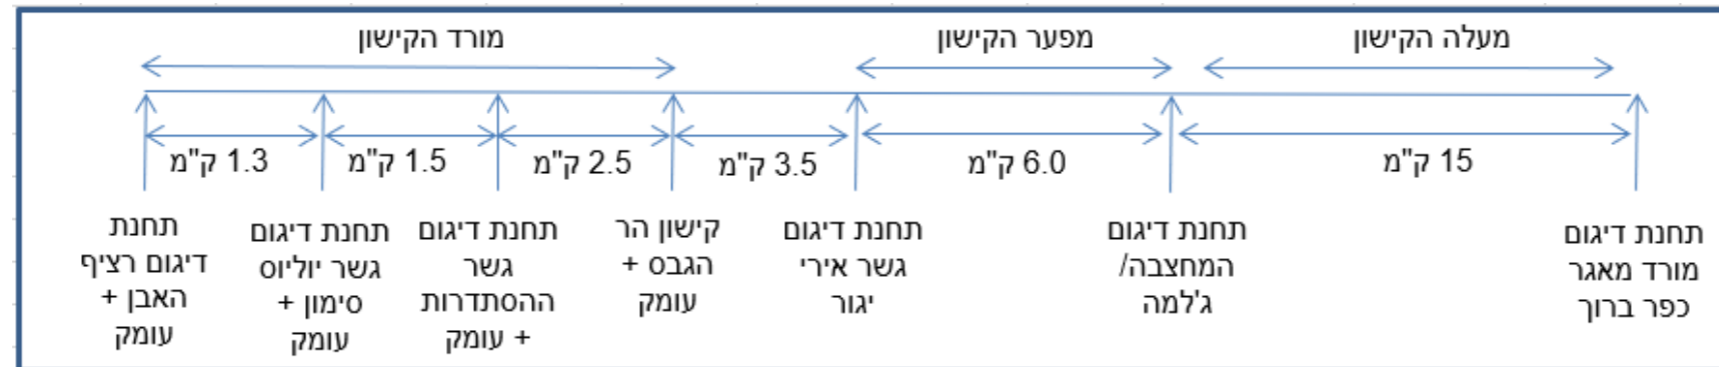 מעלה הקישון
מפער הקישון
מורד הקישון
15 ק"מ
6.0 ק"מ
3.5 ק"מ
2.5 ק"מ
1.5 ק"מ
1.3 ק"מ
תחנת דיגום
מורד מאגר
כפר ברוך
תחנת דיגום
המחצבה/
ג'למה
תחנת דיגום
גשר אירי
יגור
קישון הר
הגבס +
עומק
תחנת דיגום
גשר
ההסתדרות
+ עומק
תחנת דיגום
גשר יוליוס
סימון +
עומק
תחנת
דיגום רציף
האבן +
עומק